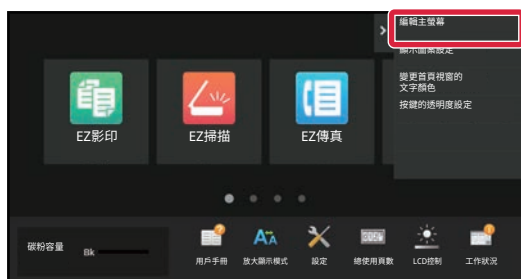 編輯主螢幕
顯示圖案設定
變更首頁視窗的
文字顏色
按鍵的透明度設定
EZ影印
EZ掃描
EZ傳真
碳粉容量
Bk
用戶手冊
放大顯示模式
設定
總使用頁數
LCD控制
工作狀況